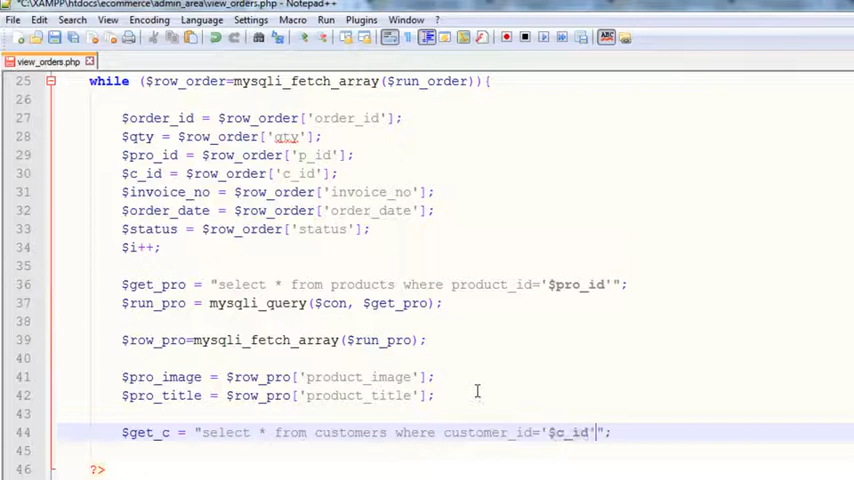 *C:\XAMPP\htdocs\ecommerce\admin_area\view_orders.php - Notepad++
File Edit Search View Encoding Language Settings Macro Run Plugins Window ?
view_orders.php
25 while ($row_order=mysqli_fetch_array($run_order)){
26
27 $order_id = $row_order['order_id'];
28 $qty = $row_order['qty'];
29 $pro_id = $row_order['p_id'];
30 $c_id = $row_order['c_id'];
31 $invoice_no = $row_order['invoice_no'];
32 $order_date = $row_order['order_date'];
33 $status = $row_order['status'];
34 $i++;
35
36 $get_pro = "select * from products where product_id='$pro_id'";
37 $run_pro = mysqli_query($con, $get_pro);
38
39 $row_pro=mysqli_fetch_array($run_pro);
40
41 $pro_image = $row_pro['product_image'];
42 $pro_title = $row_pro['product_title'];
43
44 $get_c = "select * from customers where customer_id='$c_id'";
45
46 ?>